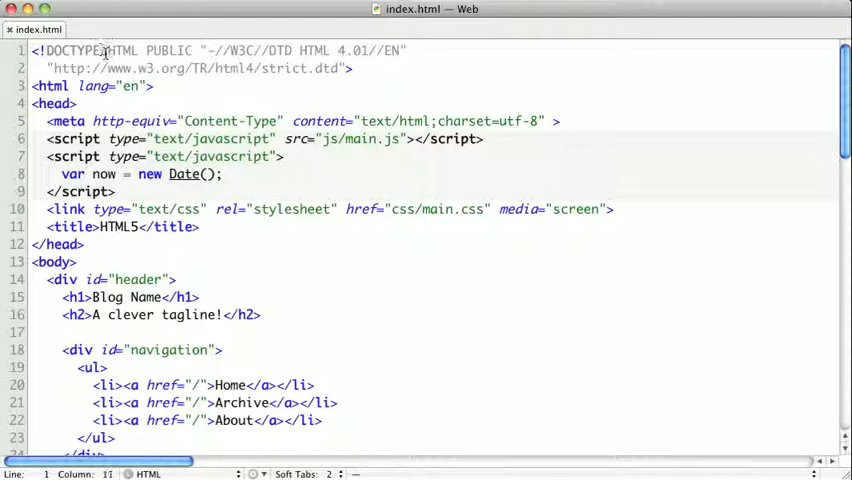 index.html — Web
index.html
1 <!DOCTYPE HTML PUBLIC "-//W3C//DTD HTML 4.01//EN"
2 "http://www.w3.org/TR/html4/strict.dtd">
3 <html lang="en">
4 <head>
5 <meta http-equiv="Content-Type" content="text/html;charset=utf-8" >
6 <script type="text/javascript" src="js/main.js"></script>
7 <script type="text/javascript">
8 var now = new Date();
9 </script>
10 <link type="text/css" rel="stylesheet" href="css/main.css" media="screen">
11 <title>HTML5</title>
12 </head>
13 <body>
14 <div id="header">
15 <h1>Blog Name</h1>
16 <h2>A clever tagline!</h2>
17
18 <div id="navigation">
19 <ul>
20 <li><a href="/">Home</a></li>
21 <li><a href="/">Archive</a></li>
22 <li><a href="/">About</a></li>
23 </ul>
24 </div>
Line: 1 Column: 11 HTML Soft Tabs: 2 —